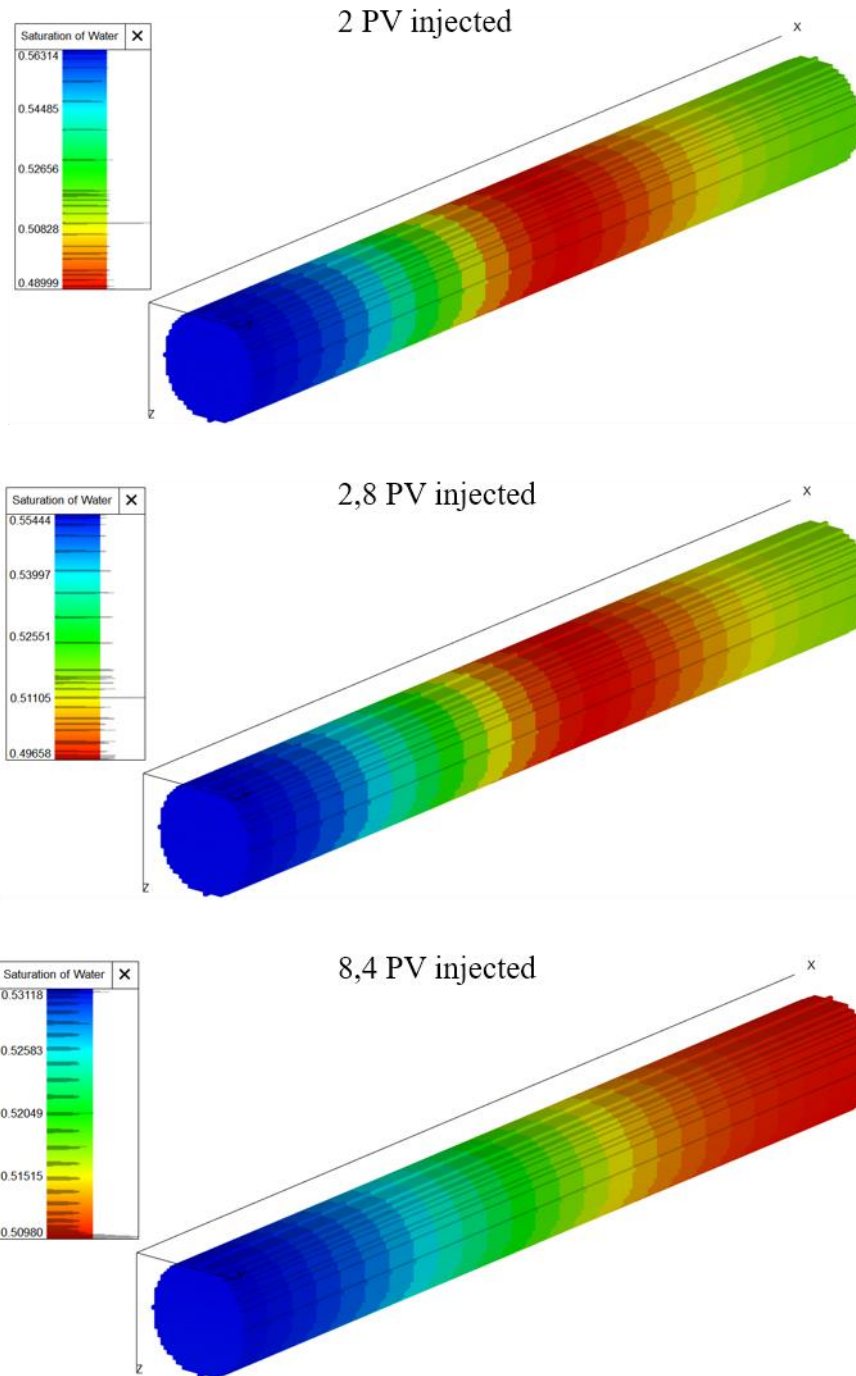 2 PV injected
Saturation of Water X
0.56314
0.54485
0.52656
0.50828
0.48999
X
Z
2,8 PV injected
Saturation of Water X
0.55444
0.53997
0.52551
0.51105
0.49658
X
Z
8,4 PV injected
Saturation of Water X
0.53118
0.52583
0.52049
0.51515
0.50980
X
Z